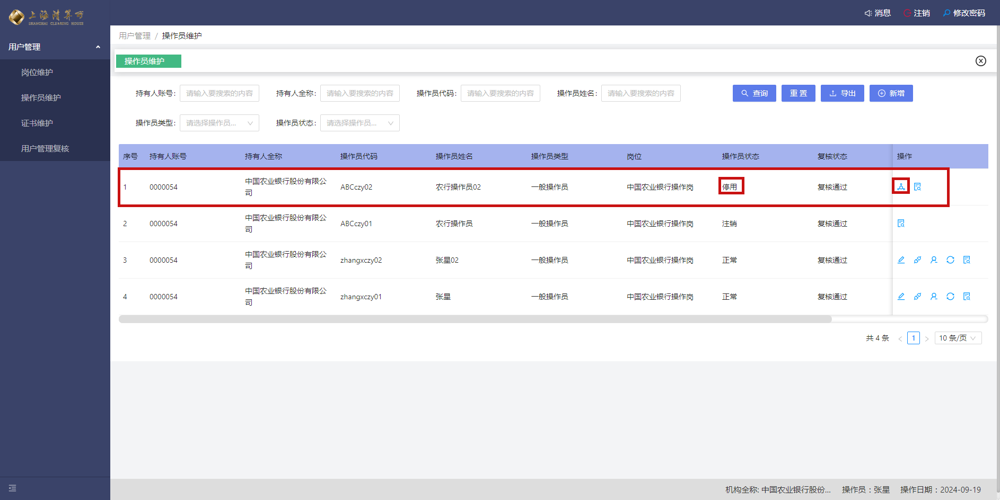 上海清算所
SHANGHAI CLEARING HOUSE
消息 注销 修改密码
用户管理
岗位维护
操作员维护
证书维护
用户管理复核
用户管理 / 操作员维护
操作员维护
持有人账号: 请输入要搜索的内容 持有人全称: 请输入要搜索的内容 操作员代码: 请输入要搜索的内容 操作员姓名: 请输入要搜索的内容 查询 重 置 导出 新增
操作员类型: 请选择操作员... 操作员状态: 请选择操作员...
序号 持有人账号 持有人全称 操作员代码 操作员姓名 操作员类型 岗位 操作员状态 复核状态 操作
1 0000054 中国农业银行股份有限公 ABCczy02 农行操作员02 一般操作员 中国农业银行操作岗 停用 复核通过
司
2 0000054 中国农业银行股份有限公 ABCczy01 农行操作员 一般操作员 中国农业银行操作岗 注销 复核通过
司
3 0000054 中国农业银行股份有限公 zhangxczy02 张星02 一般操作员 中国农业银行操作岗 正常 复核通过
司
4 0000054 中国农业银行股份有限公 zhangxczy01 张星 一般操作员 中国农业银行操作岗 正常 复核通过
司
共 4 条 < 1 > 10 条/页
机构全称: 中国农业银行股份... 操作员：张星 操作日期：2024-09-19